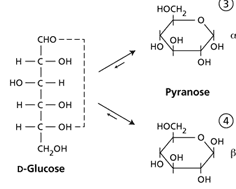 CHO
H — C — OH
HO — C — H
H — C — OH
H — C — OH
CH₂OH
D-Glucose
③
HOCH₂
O
HO OH OH
OH
α
Pyranose
④
HOCH₂
O OH
HO OH
OH
β